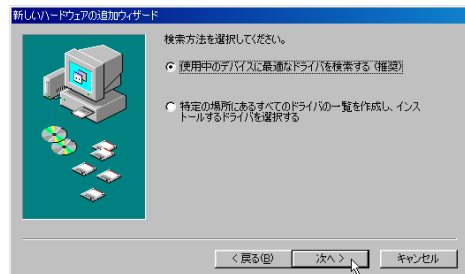 新しいハードウェアの追加ウィザード
検索方法を選択してください。
使用中のデバイスに最適なドライバを検索する (推奨)
特定の場所にあるすべてのドライバの一覧を作成し、インス
トールするドライバを選択する
< 戻る(B)
次へ >
キャンセル